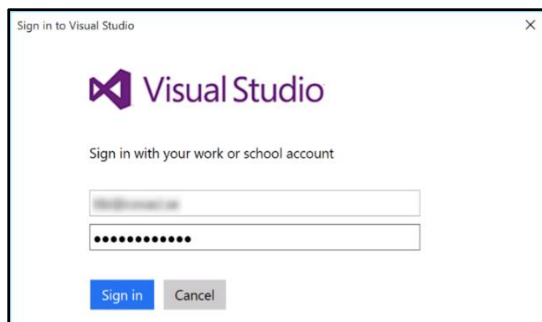 Sign in to Visual Studio
Visual Studio
Sign in with your work or school account
••••••••••••
Sign in Cancel